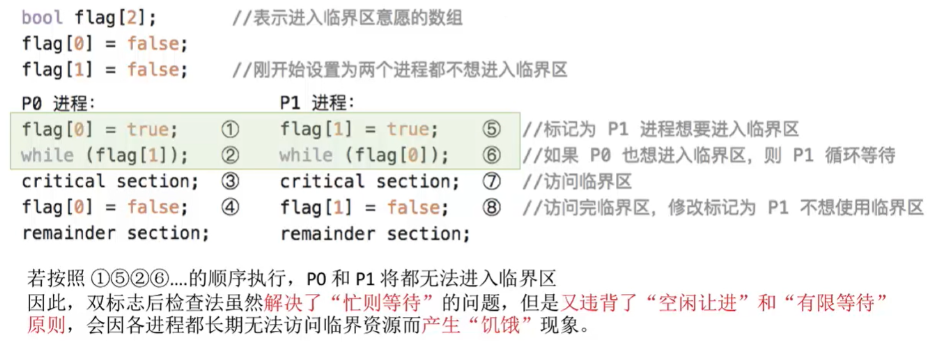 bool flag[2]; //表示进入临界区意愿的数组
flag[0] = false;
flag[1] = false; //刚开始设置为两个进程都不想进入临界区
P0 进程: P1 进程:
flag[0] = true; ① flag[1] = true; ⑤ //标记为 P1 进程想要进入临界区
while (flag[1]); ② while (flag[0]); ⑥ //如果 P0 也想进入临界区，则 P1 循环等待
critical section; ③ critical section; ⑦ //访问临界区
flag[0] = false; ④ flag[1] = false; ⑧ //访问完临界区，修改标记为 P1 不想使用临界区
remainder section; remainder section;
若按照 ①⑤②⑥....的顺序执行，P0 和 P1 将都无法进入临界区
因此，双标志后检查法虽然解决了“忙则等待”的问题，但是又违背了“空闲让进”和“有限等待”
原则，会因各进程都长期无法访问临界资源而产生“饥饿”现象。